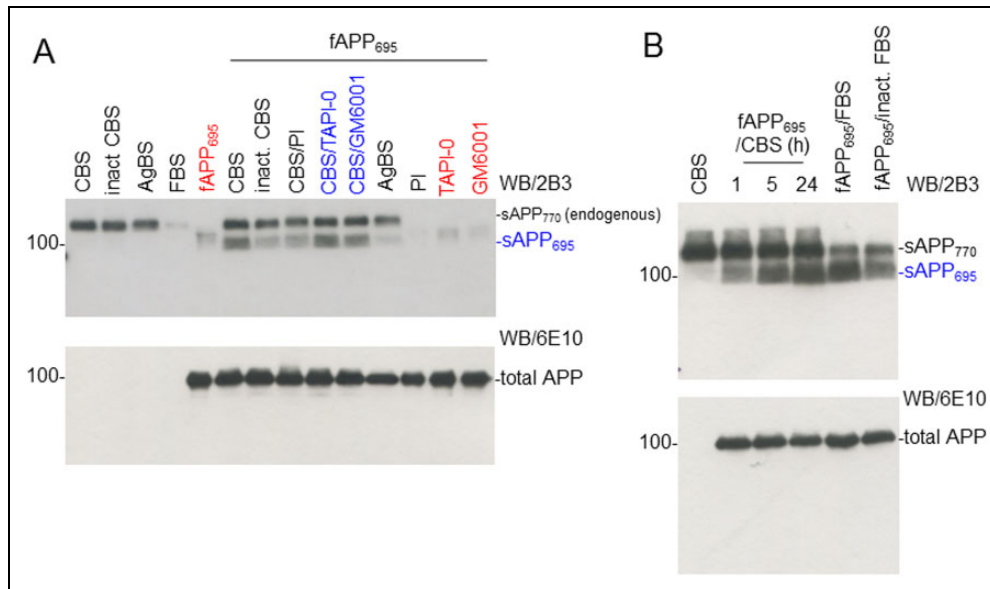 A
fAPP695
CBS
inact CBS
AgBS
FBS
fAPP695
CBS
inact. CBS
CBS/PI
CBS/TAPI-0
CBS/GM6001
AgBS
PI
TAPI-0
GM6001
100-
-sAPP770 (endogenous)
-sAPP695
WB/6E10
100-
-total APP
B
CBS
fAPP695
/CBS (h)
1 5 24
fAPP695/FBS
fAPP695/inact. FBS
WB/2B3
-sAPP770
100-
-sAPP695
WB/6E10
100-
-total APP